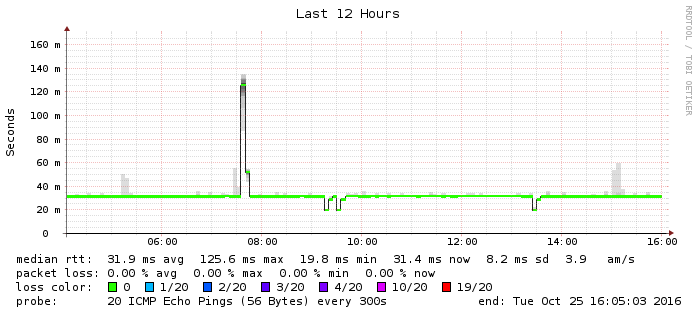 Last 12 Hours
RRDTOOL / TOBI OETIKER
Seconds
160 m
140 m
120 m
100 m
80 m
60 m
40 m
20 m
0
06:00 08:00 10:00 12:00 14:00 16:00
median rtt: 31.9 ms avg 125.6 ms max 19.8 ms min 31.4 ms now 8.2 ms sd 3.9 am/s
packet loss: 0.00 % avg 0.00 % max 0.00 % min 0.00 % now
loss color: 0 1/20 2/20 3/20 4/20 10/20 19/20
probe: 20 ICMP Echo Pings (56 Bytes) every 300s end: Tue Oct 25 16:05:03 2016